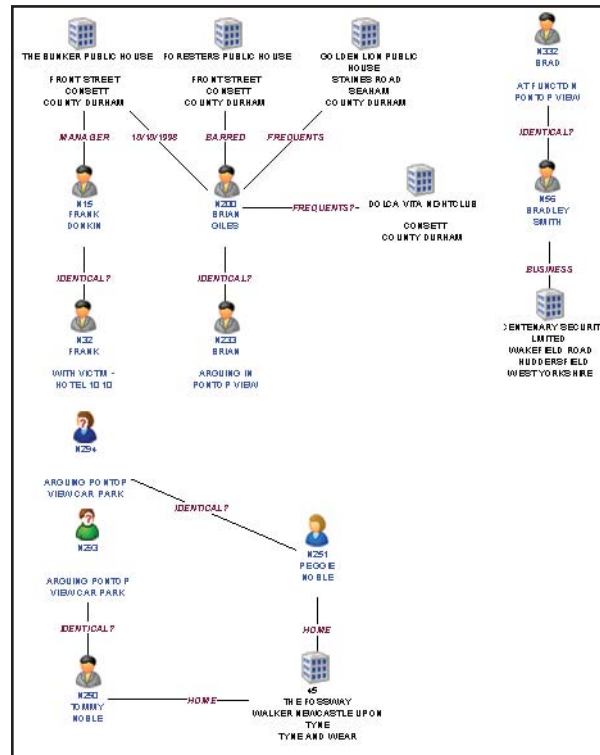 THE BUNKER PUBLIC HOUSE
FRONT STREET
CONSETT
COUNTY DURHAM
FORESTERS PUBLIC HOUSE
FRONT STREET
CONSETT
COUNTY DURHAM
GOLDEN LION PUBLIC
HOUSE
STAINES ROAD
SEAHAM
COUNTY DURHAM
N332
BRAD
AT FUNCTION
PONTOP VIEW
MANAGER
18/10/1998
BARRED
FREQUENTS
IDENTICAL?
N15
FRANK
DONKIN
N200
BRIAN
GILES
FREQUENTS?
DOLCA VITA NIGHTCLUB
CONSETT
COUNTY DURHAM
N56
BRADLEY
SMITH
BUSINESS
IDENTICAL?
IDENTICAL?
CENTENARY SECURIT
LIMITED
WAKEFIELD ROAD
HUDDERSFIELD
WEST YORKSHIRE
N32
FRANK
WITH VICTIM -
HOTEL 1010
N233
BRIAN
ARGUING IN
PONTOP VIEW
N294
ARGUING PONTOP
VIEW CAR PARK
IDENTICAL?
N293
ARGUING PONTOP
VIEW CAR PARK
N251
PEGGIE
NOBLE
IDENTICAL?
HOME
N250
TOMMY
NOBLE
HOME
45
THE FOSSWAY
WALKER NEWCASTLE UPON
TYNE
TYNE AND WEAR